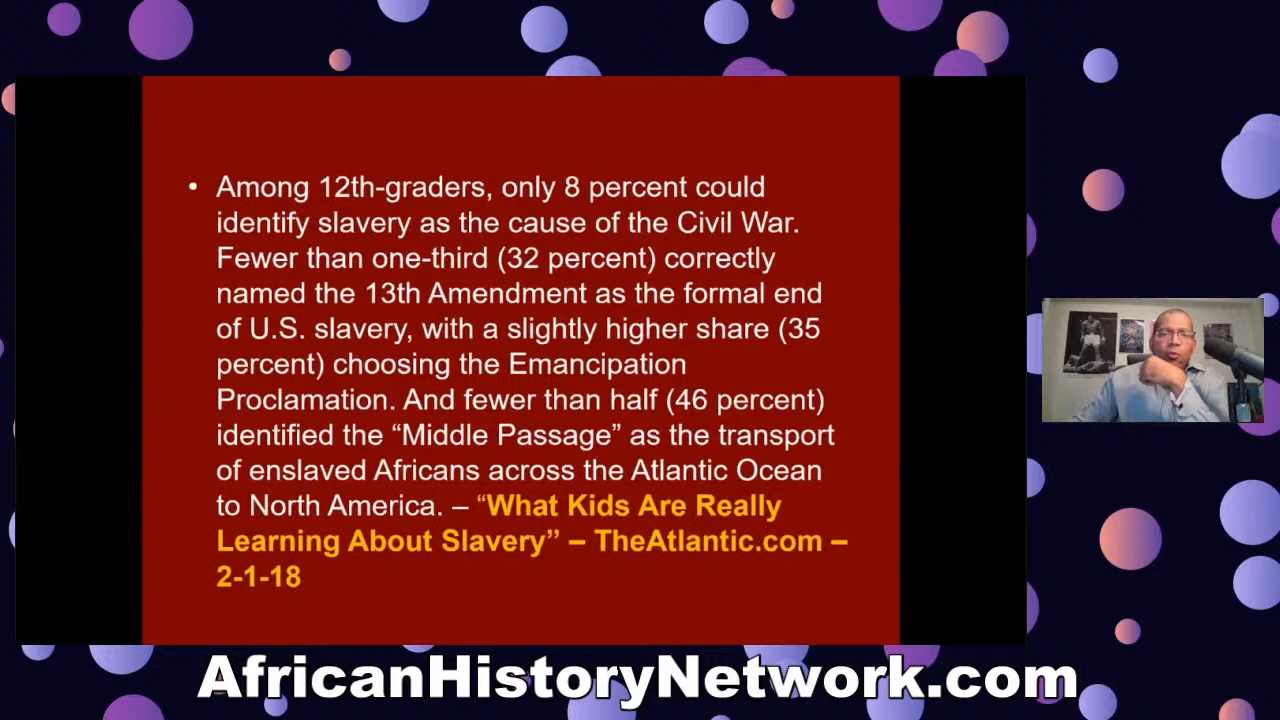 • Among 12th-graders, only 8 percent could
identify slavery as the cause of the Civil War.
Fewer than one-third (32 percent) correctly
named the 13th Amendment as the formal end
of U.S. slavery, with a slightly higher share (35
percent) choosing the Emancipation
Proclamation. And fewer than half (46 percent)
identified the “Middle Passage” as the transport
of enslaved Africans across the Atlantic Ocean
to North America. – “What Kids Are Really
Learning About Slavery” – TheAtlantic.com –
2-1-18
AfricanHistoryNetwork.com